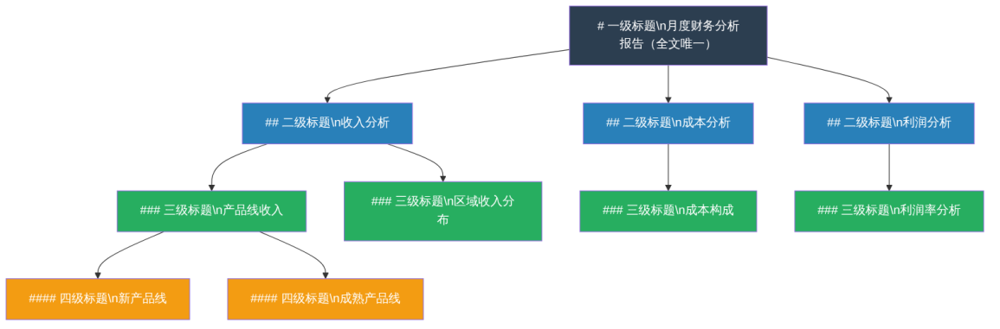 # 一级标题\n月度财务分析
报告（全文唯一）
## 二级标题\n收入分析
## 二级标题\n成本分析
## 二级标题\n利润分析
### 三级标题\n产品线收入
### 三级标题\n区域收入分
布
### 三级标题\n成本构成
### 三级标题\n利润率分析
#### 四级标题\n新产品线
#### 四级标题\n成熟产品线